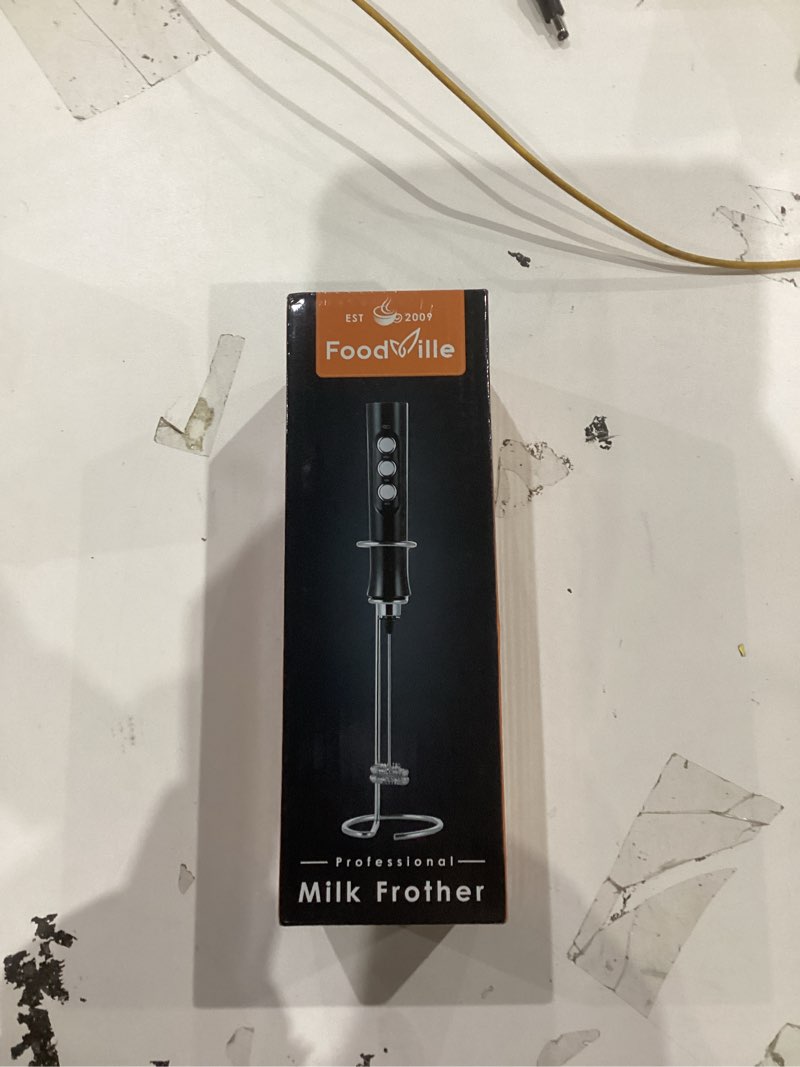 EST 2009
FoodVille
Professional
Milk Frother